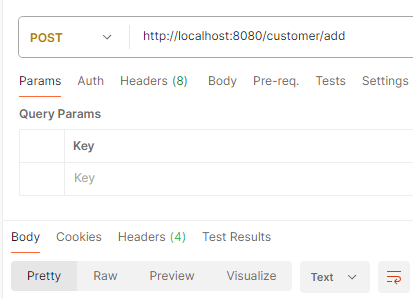 POST http://localhost:8080/customer/add
Params Auth Headers (8) Body Pre-req. Tests Settings
Query Params
Key
Key
Body Cookies Headers (4) Test Results
Pretty Raw Preview Visualize Text